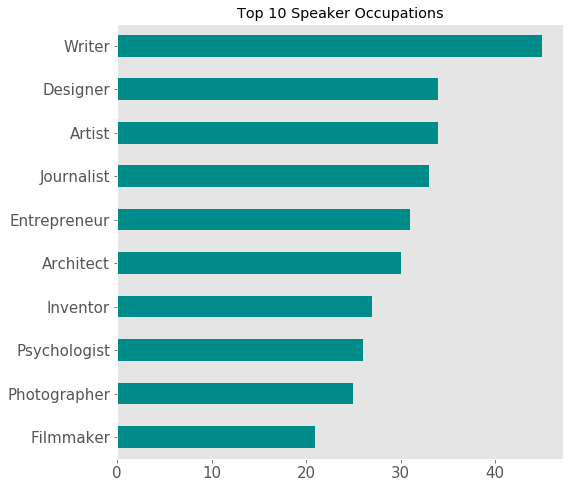 Top 10 Speaker Occupations
Writer
Designer
Artist
Journalist
Entrepreneur
Architect
Inventor
Psychologist
Photographer
Filmmaker
0 10 20 30 40